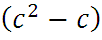 (c² − c)